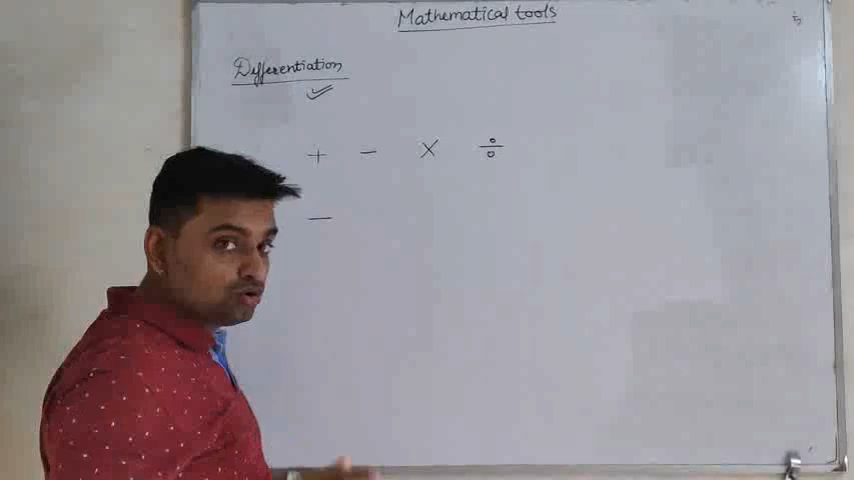 Mathematical tools
Differentiation
+ − × ÷
−